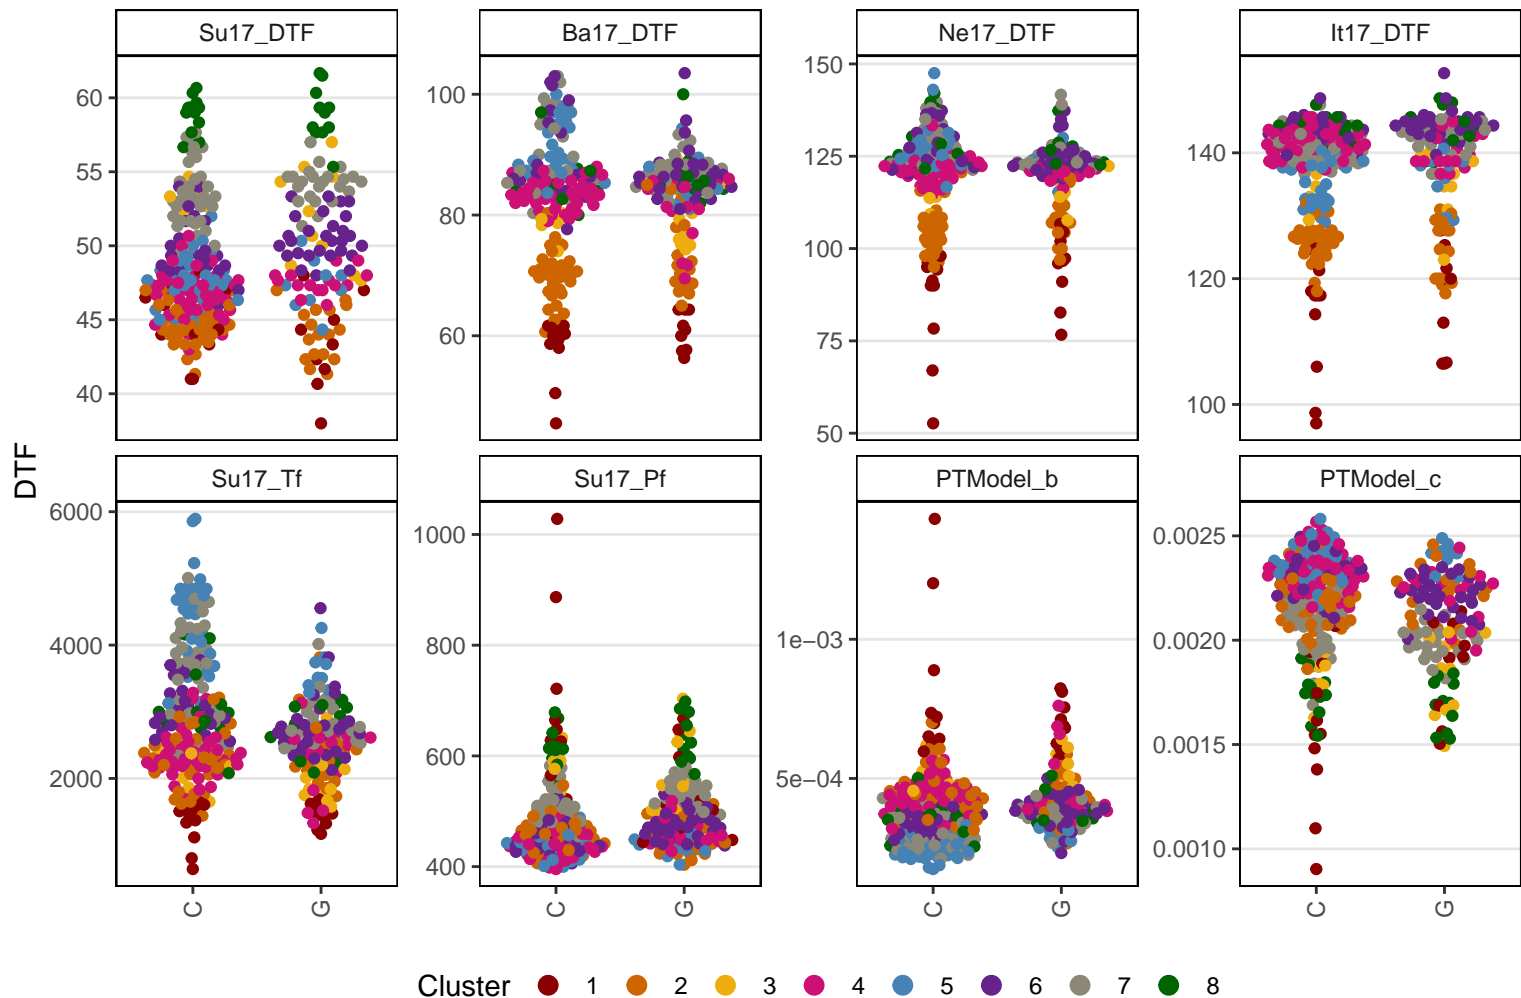 Su17_DTF
Ba17_DTF
Ne17_DTF
It17_DTF
60
55
50
45
40
100
80
60
150
125
100
75
50
140
120
100
DTF
Su17_Tf
Su17_Pf
PTModel_b
PTModel_c
6000
4000
2000
1000
800
600
400
1e−03
5e−04
0.0025
0.0020
0.0015
0.0010
C
G
C
G
C
G
C
G
Cluster 1 2 3 4 5 6 7 8